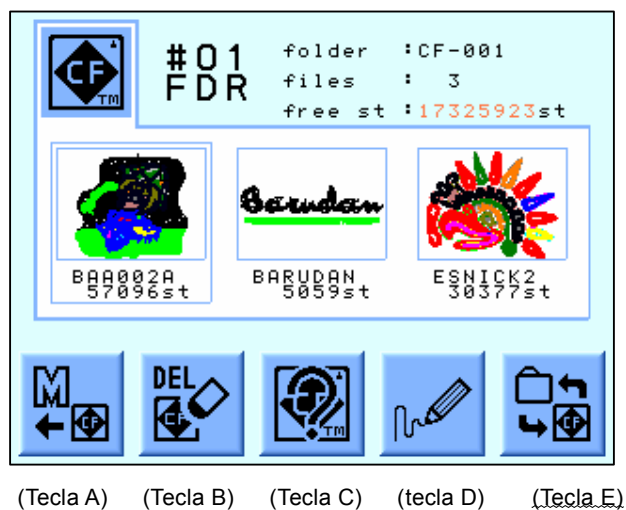 CF
TM
#01
FDR
folder :CF-001
files : 3
free st :17325923st
Barudan
BAA002A
57096st
BARUDAN
5059st
ESNICK2
30377st
M
CF
DEL
CF
CF
TM
CF
(Tecla A) (Tecla B) (Tecla C) (tecla D) (Tecla E)